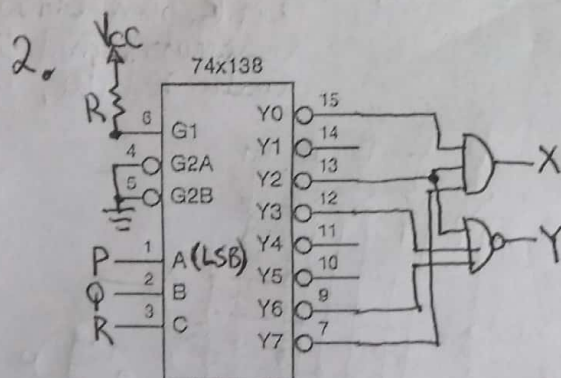 2.
Vcc
R
74x138
6 G1
4 G2A
5 G2B
P 1 A (LSB)
Q 2 B
R 3 C
Y0 15
Y1 14
Y2 13
Y3 12
Y4 11
Y5 10
Y6 9
Y7 7
X
Y